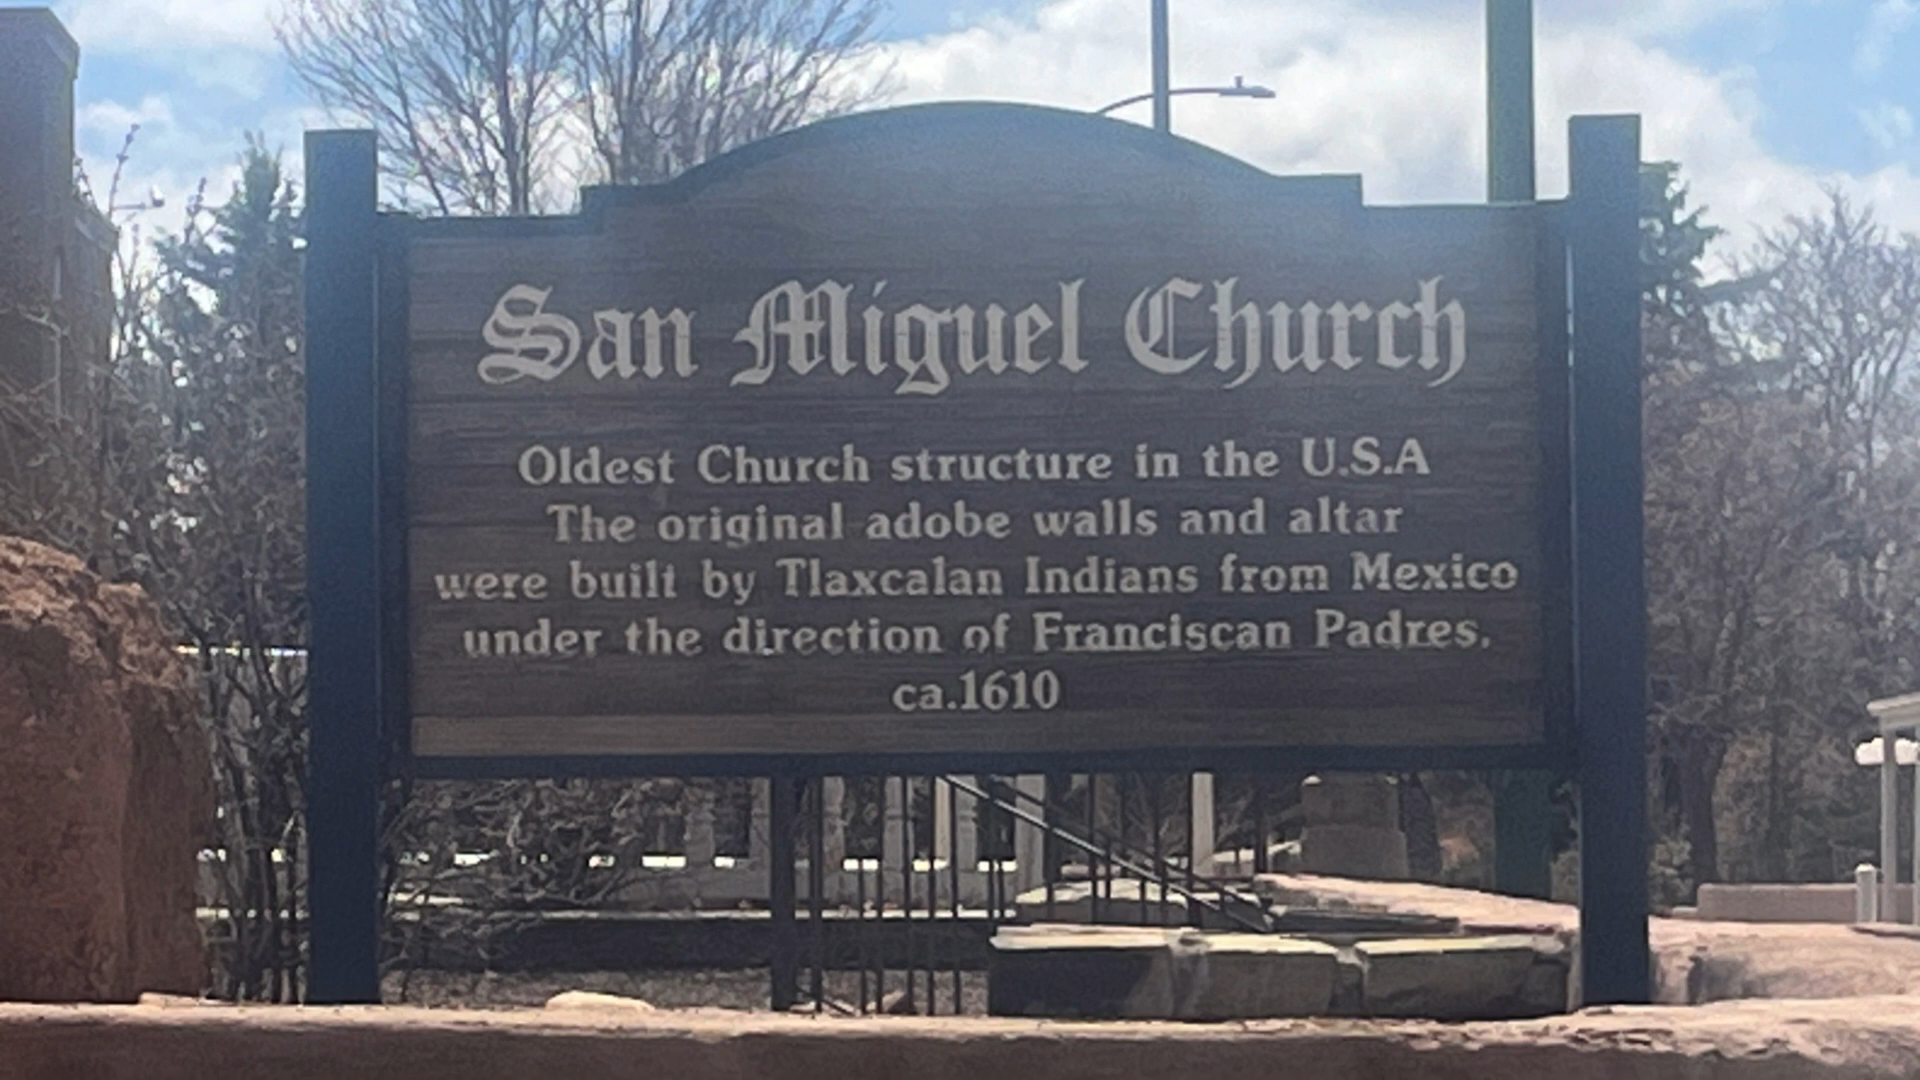 San Miguel Church
Oldest Church structure in the U.S.A
The original adobe walls and altar
were built by Tlaxcalan Indians from Mexico
under the direction of Franciscan Padres.
ca.1610